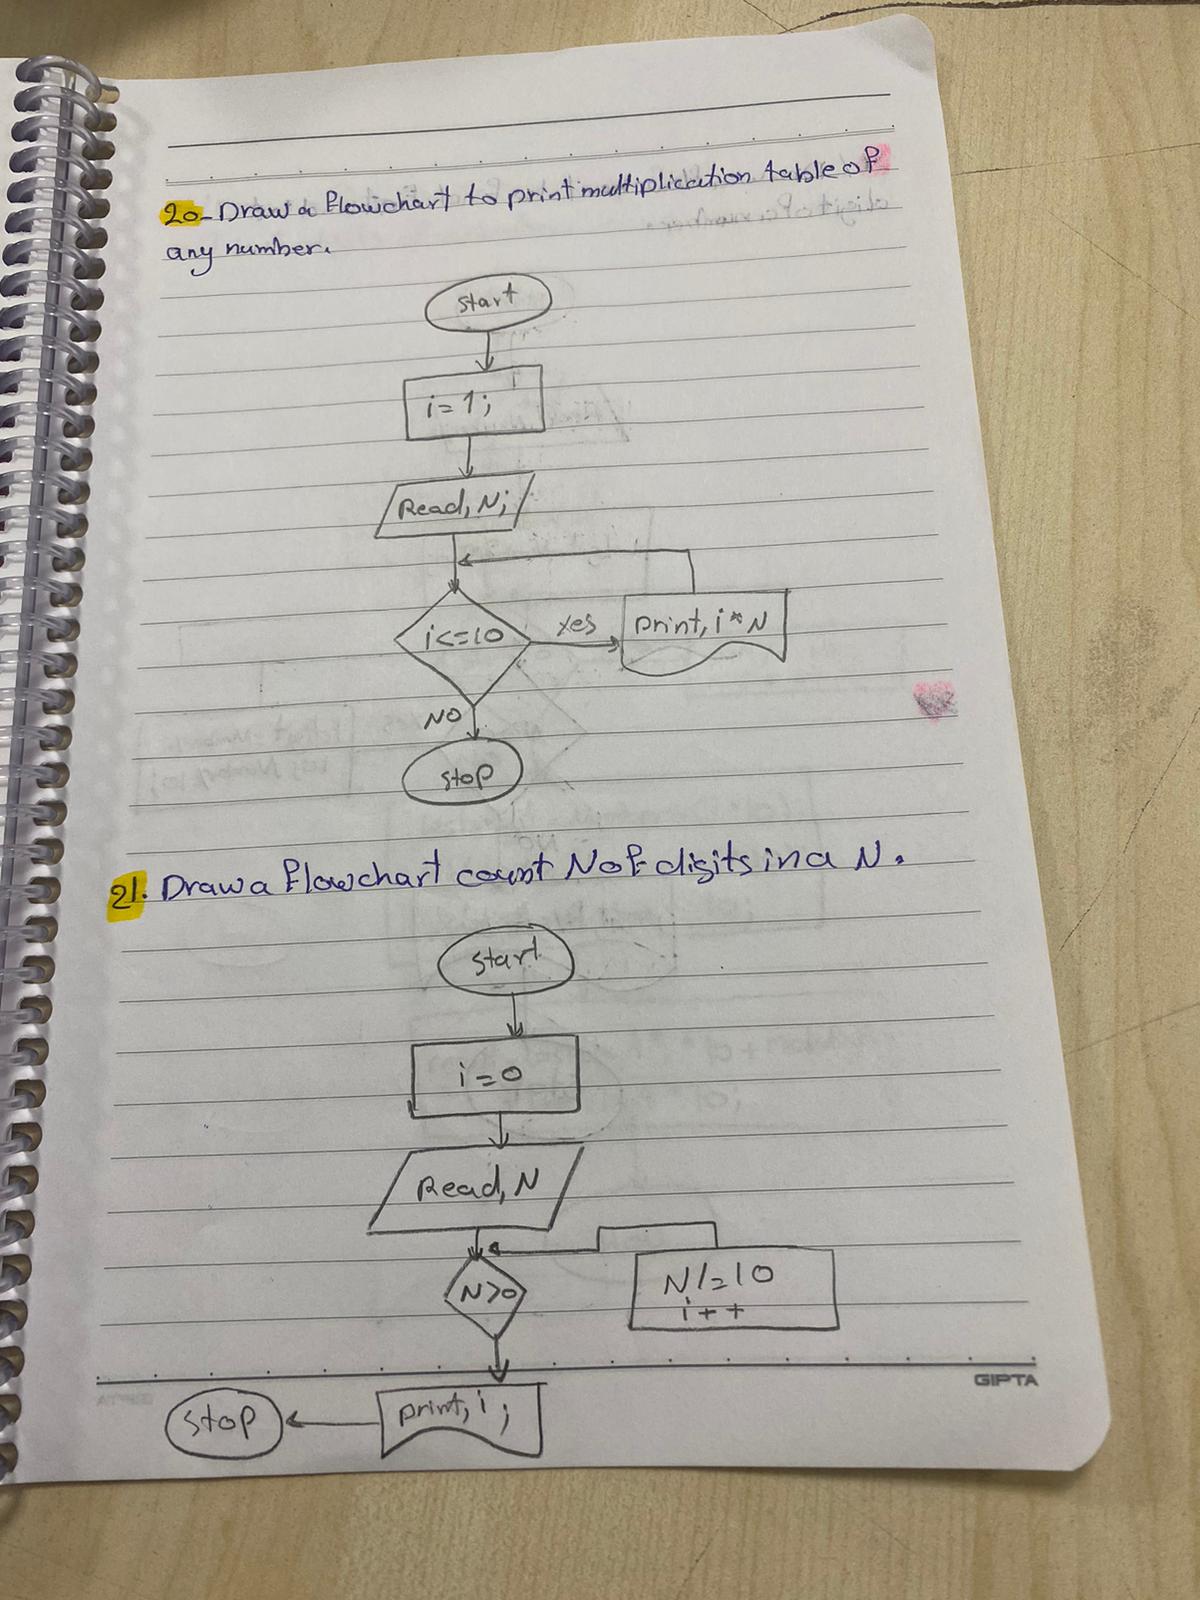 20- Draw a flowchart to print multiplication table of
any number.
start
i=1;
Read, N;
i<=10
Yes
print, i*N
NO
stop
21. Draw a flowchart count N of digits in a N.
start
i=0
Read, N
N>0
N/=10
i++
GIPTA
print, i;
stop